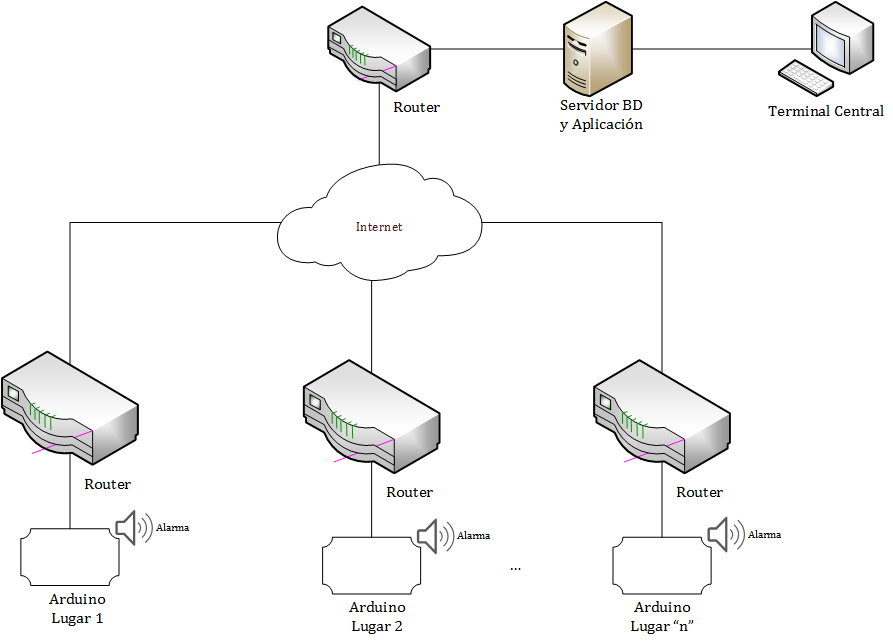 Router
Servidor BD
y Aplicación
Terminal Central
Internet
Router
Router
Router
Alarma
Alarma
Alarma
...
Arduino
Lugar 1
Arduino
Lugar 2
Arduino
Lugar “n”